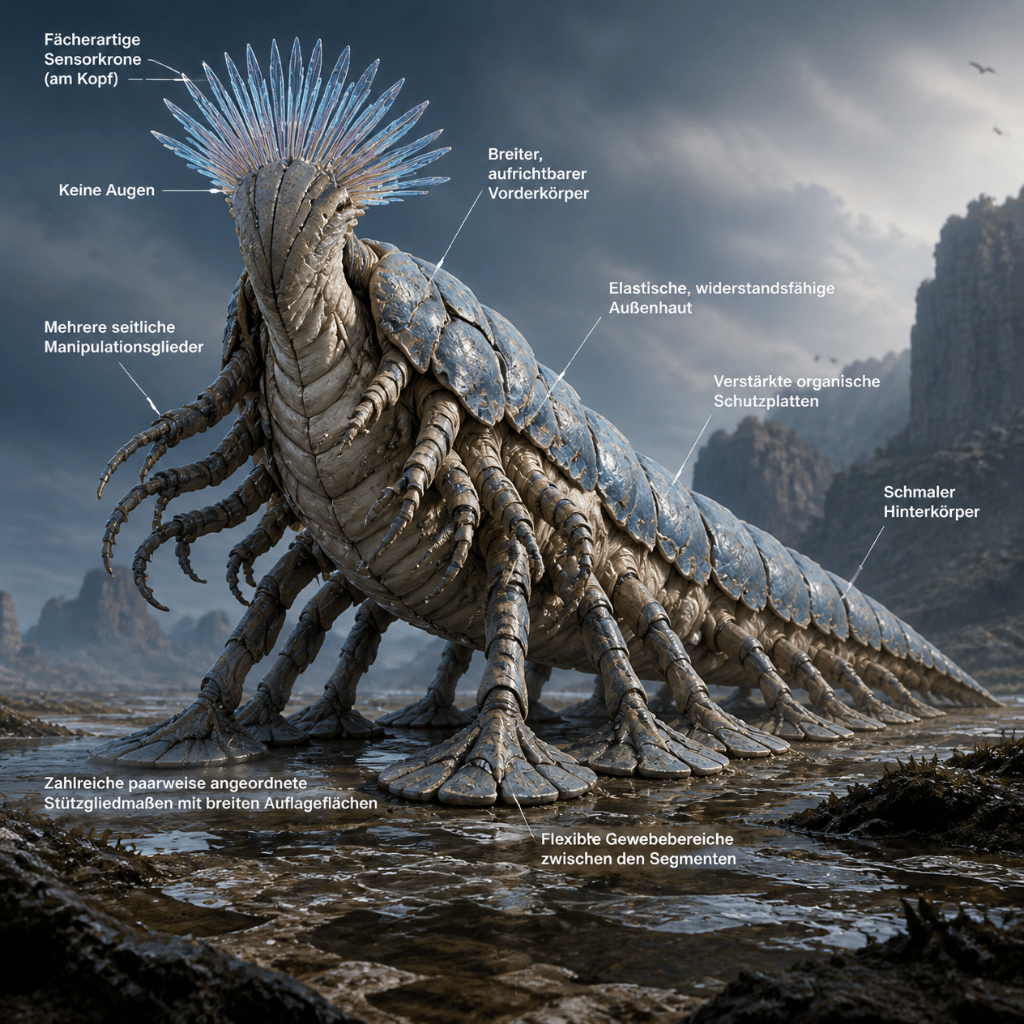 Fächerartige
Sensorkrone
(am Kopf)
Keine Augen
Breiter,
aufrichtbarer
Vorderkörper
Mehrere seitliche
Manipulationsglieder
Elastische, widerstandsfähige
Außenhaut
Verstärkte organische
Schutzplatten
Schmaler
Hinterkörper
Zahlreiche paarweise angeordnete
Stützgliedmaßen mit breiten Auflageflächen
Flexible Gewebebereiche
zwischen den Segmenten